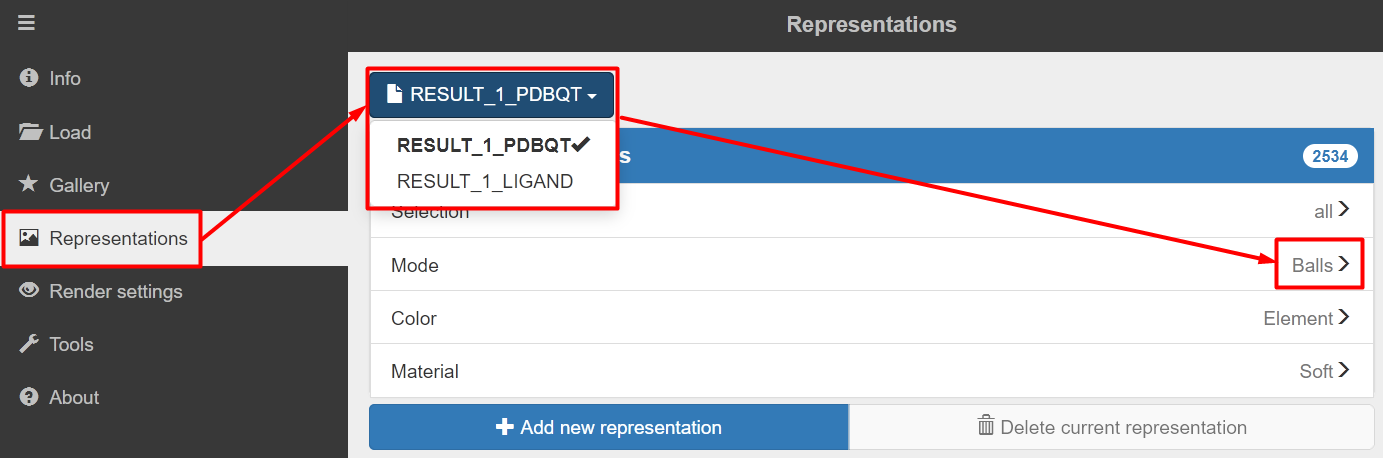 Representations
Info
Load
Gallery
Representations
Render settings
Tools
About
RESULT_1_PDBQT
RESULT_1_PDBQT
RESULT_1_LIGAND
2534
Selection all
Mode Balls
Color Element
Material Soft
Add new representation Delete current representation